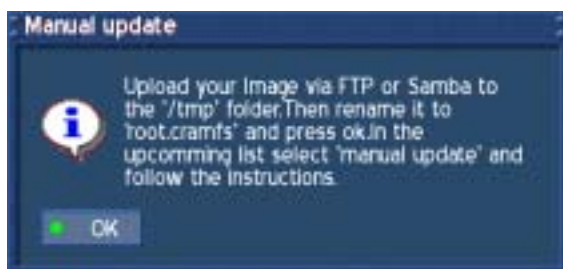 Manual update
Upload your Image via FTP or Samba to
the '/tmp' folder.Then rename it to
'root.cramfs' and press ok.In the
upcomming list select 'manual update' and
follow the instructions.
OK